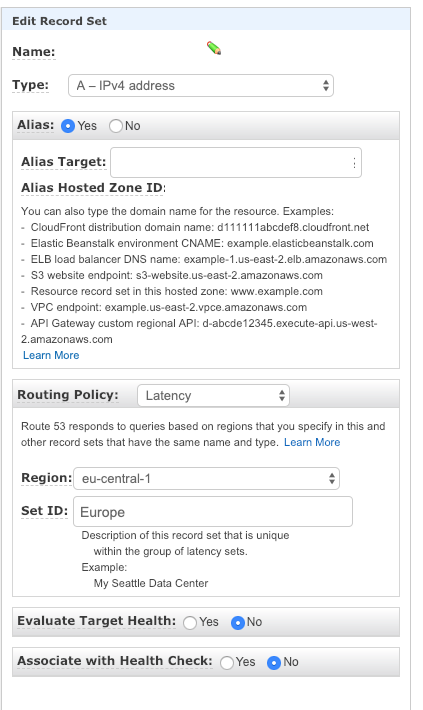 Edit Record Set
Name:
Type: A – IPv4 address
Alias: Yes No
Alias Target:
Alias Hosted Zone ID:
You can also type the domain name for the resource. Examples:
- CloudFront distribution domain name: d111111abcdef8.cloudfront.net
- Elastic Beanstalk environment CNAME: example.elasticbeanstalk.com
- ELB load balancer DNS name: example-1.us-east-2.elb.amazonaws.com
- S3 website endpoint: s3-website.us-east-2.amazonaws.com
- Resource record set in this hosted zone: www.example.com
- VPC endpoint: example.us-east-2.vpce.amazonaws.com
- API Gateway custom regional API: d-abcde12345.execute-api.us-west-
2.amazonaws.com
Learn More
Routing Policy: Latency
Route 53 responds to queries based on regions that you specify in this and
other record sets that have the same name and type. Learn More
Region: eu-central-1
Set ID: Europe
Description of this record set that is unique
within the group of latency sets.
Example:
My Seattle Data Center
Evaluate Target Health: Yes No
Associate with Health Check: Yes No